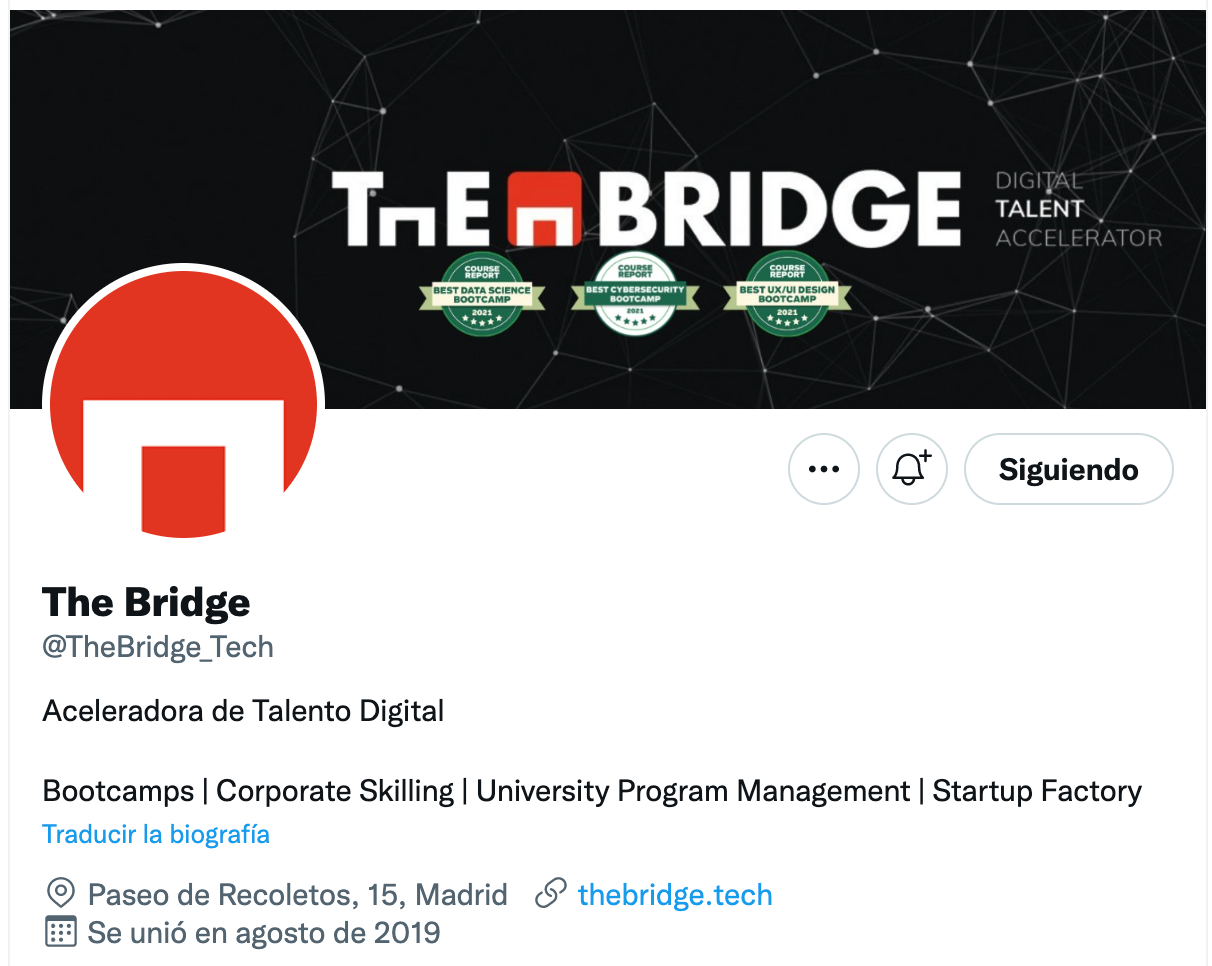 THE BRIDGE
DIGITAL
TALENT
ACCELERATOR
COURSE
REPORT
BEST DATA SCIENCE
BOOTCAMP
2021
COURSE
REPORT
BEST CYBERSECURITY
BOOTCAMP
2021
COURSE
REPORT
BEST UX/UI DESIGN
BOOTCAMP
2021
Siguiendo
The Bridge
@TheBridge_Tech
Aceleradora de Talento Digital
Bootcamps | Corporate Skilling | University Program Management | Startup Factory
Traducir la biografía
Paseo de Recoletos, 15, Madrid thebridge.tech
Se unió en agosto de 2019